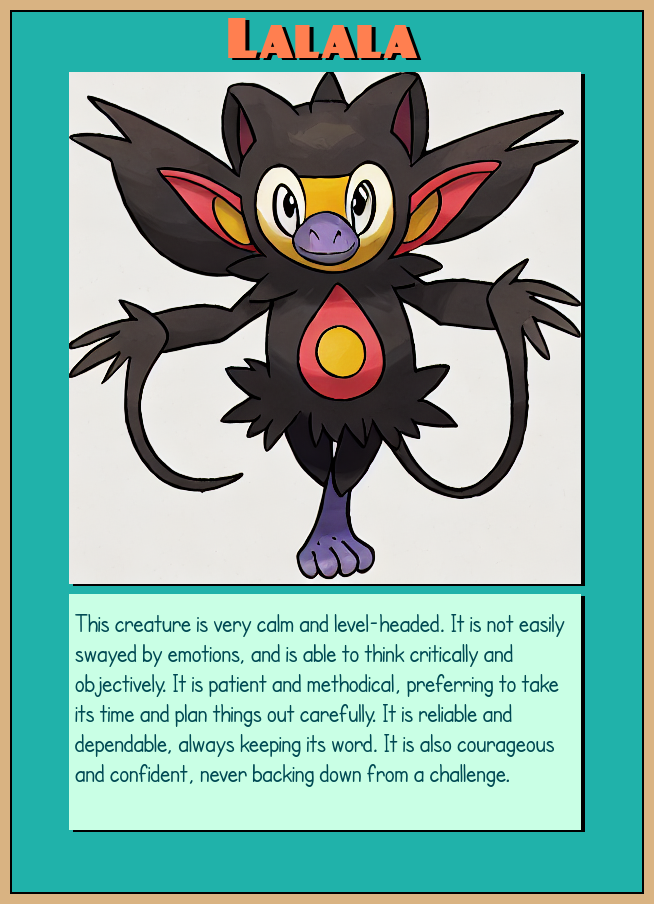 Lalala
This creature is very calm and level-headed. It is not easily
swayed by emotions, and is able to think critically and
objectively. It is patient and methodical, preferring to take
its time and plan things out carefully. It is reliable and
dependable, always keeping its word. It is also courageous
and confident, never backing down from a challenge.